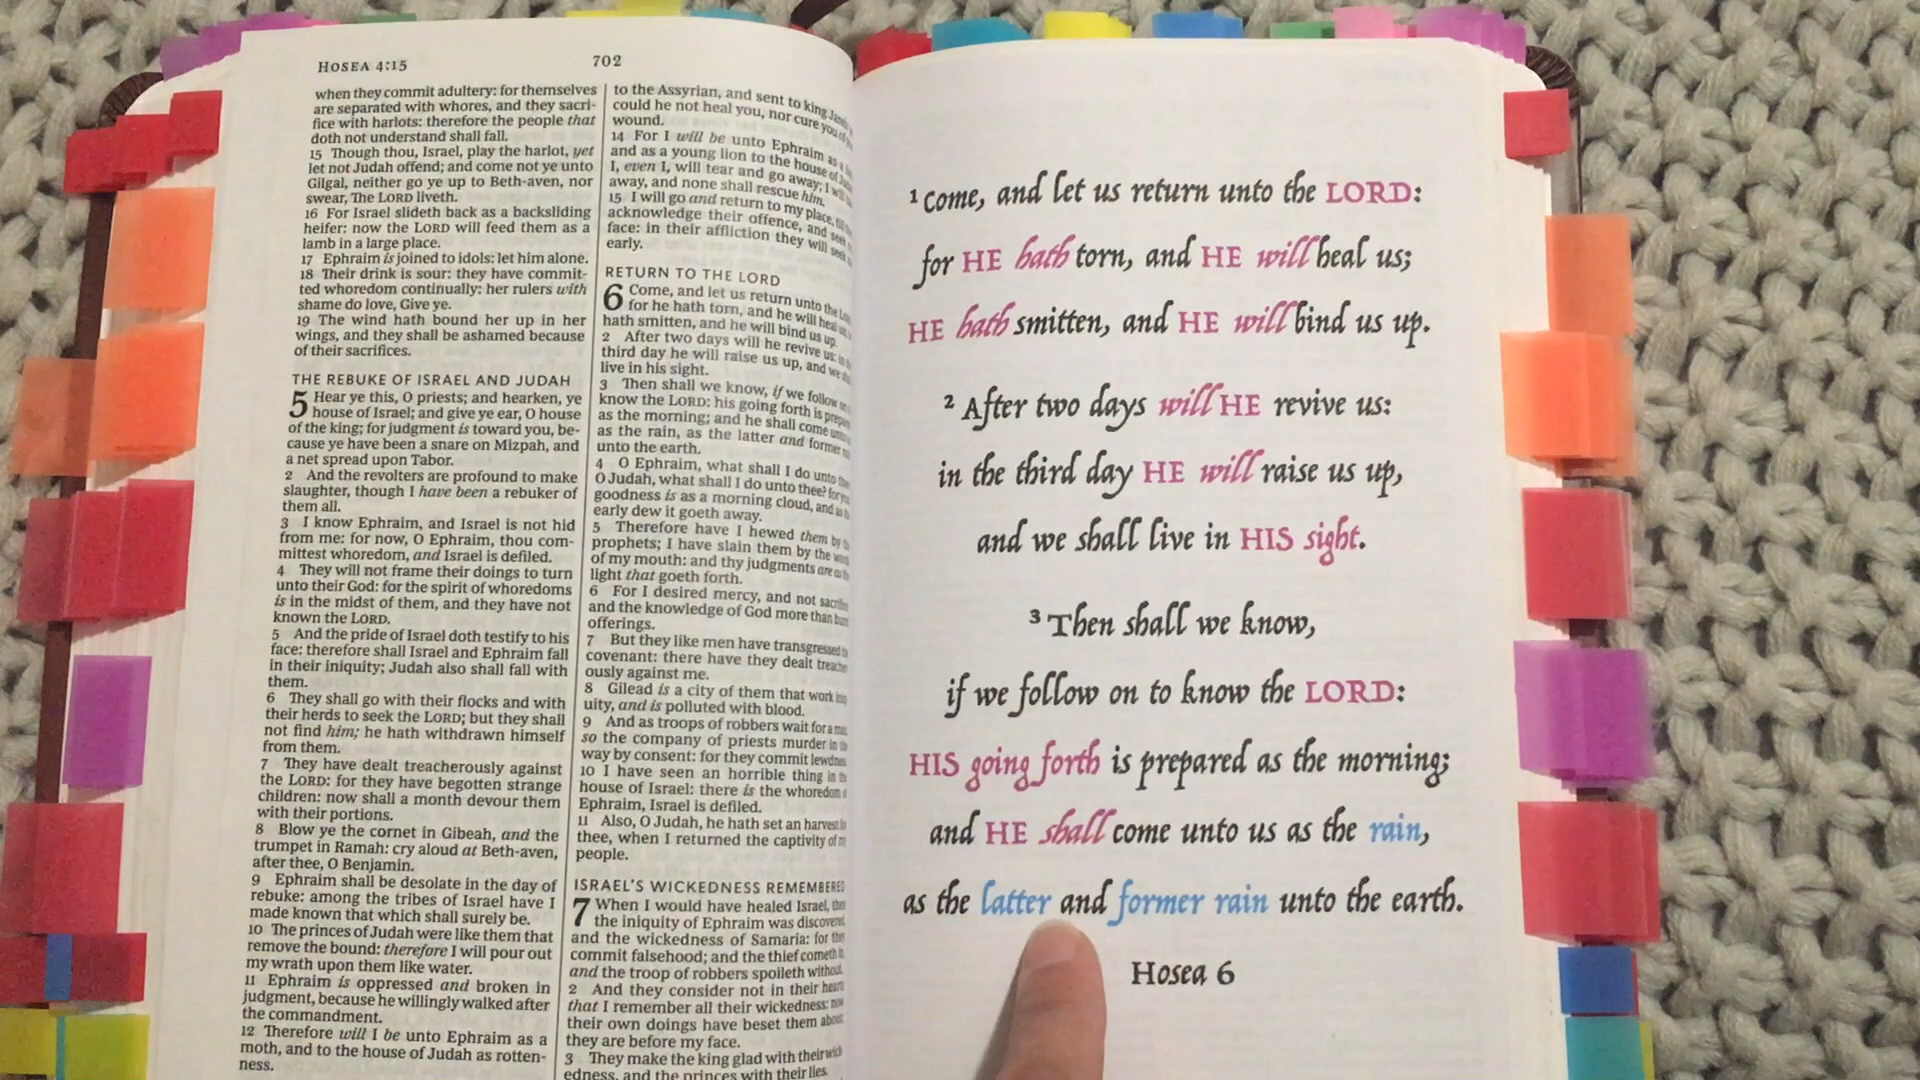 HOSEA 4:15
702
when they commit adultery: for themselves
are separated with whores, and they sacri-
fice with harlots: therefore the people that
doth not understand shall fall.
15 Though thou, Israel, play the harlot, yet
let not Judah offend; and come not ye unto
Gilgal, neither go ye up to Beth-aven, nor
swear, The LORD liveth.
16 For Israel slideth back as a backsliding
heifer: now the LORD will feed them as a
lamb in a large place.
17 Ephraim is joined to idols: let him alone.
18 Their drink is sour: they have commit-
ted whoredom continually: her rulers with
shame do love, Give ye.
19 The wind hath bound her up in her
wings, and they shall be ashamed because
of their sacrifices.
THE REBUKE OF ISRAEL AND JUDAH
5 Hear ye this, O priests; and hearken, ye
house of Israel; and give ye ear, O house
of the king; for judgment is toward you, be-
cause ye have been a snare on Mizpah, and
a net spread upon Tabor.
2 And the revolters are profound to make
slaughter, though I have been a rebuker of
them all.
3 I know Ephraim, and Israel is not hid
from me: for now, O Ephraim, thou com-
mittest whoredom, and Israel is defiled.
4 They will not frame their doings to turn
unto their God: for the spirit of whoredoms
is in the midst of them, and they have not
known the LORD.
5 And the pride of Israel doth testify to his
face: therefore shall Israel and Ephraim fall
in their iniquity; Judah also shall fall with
them.
6 They shall go with their flocks and with
their herds to seek the LORD; but they shall
not find him; he hath withdrawn himself
from them.
7 They have dealt treacherously against
the LORD: for they have begotten strange
children: now shall a month devour them
with their portions.
8 Blow ye the cornet in Gibeah, and the
trumpet in Ramah: cry aloud at Beth-aven,
after thee, O Benjamin.
9 Ephraim shall be desolate in the day of
rebuke: among the tribes of Israel have I
made known that which shall surely be.
10 The princes of Judah were like them that
remove the bound: therefore I will pour out
my wrath upon them like water.
11 Ephraim is oppressed and broken in
judgment, because he willingly walked after
the commandment.
12 Therefore will I be unto Ephraim as a
moth, and to the house of Judah as rotten-
ness.
to the Assyrian, and sent to king
could he not heal you, nor cure you
wound.
14 For I will be unto Ephraim as a
and as a young lion to the house of
I, even I, will tear and go away; I
away, and none shall rescue him.
15 I will go and return to my place,
acknowledge their offence, and
face: in their affliction they will
early.
RETURN TO THE LORD
6 Come, and let us return unto the
for he hath torn, and he will heal
hath smitten, and he will bind us up.
2 After two days will he revive us:
third day he will raise us up, and we
live in his sight.
3 Then shall we know, if we follow
know the LORD: his going forth is
as the morning; and he shall come
as the rain, as the latter and former
unto the earth.
4 O Ephraim, what shall I do unto
O Judah, what shall I do unto thee?
goodness is as a morning cloud, and
early dew it goeth away.
5 Therefore have I hewed them by
prophets; I have slain them by the
of my mouth: and thy judgments are
light that goeth forth.
6 For I desired mercy, and not
and the knowledge of God more than
offerings.
7 But they like men have transgressed
covenant: there have they dealt
ously against me.
8 Gilead is a city of them that work
uity, and is polluted with blood.
9 And as troops of robbers wait for a
so the company of priests murder in
way by consent: for they commit
10 I have seen an horrible thing in
house of Israel: there is the whoredom
Ephraim, Israel is defiled.
11 Also, O Judah, he hath set an harvest
thee, when I returned the captivity of
people.
ISRAEL'S WICKEDNESS REMEMBERED
7 When I would have healed Israel,
the iniquity of Ephraim was discovered,
and the wickedness of Samaria: for they
commit falsehood; and the thief cometh
and the troop of robbers spoileth without.
2 And they consider not in their hearts
that I remember all their wickedness: now
their own doings have beset them about
they are before my face.
3 They make the king glad with their
edness, and the princes with their lies.
1 Come, and let us return unto the LORD:
for HE hath torn, and HE will heal us;
HE hath smitten, and HE will bind us up.
2 After two days will HE revive us:
in the third day HE will raise us up,
and we shall live in HIS sight.
3 Then shall we know,
if we follow on to know the LORD:
HIS going forth is prepared as the morning;
and HE shall come unto us as the rain,
as the latter and former rain unto the earth.
Hosea 6